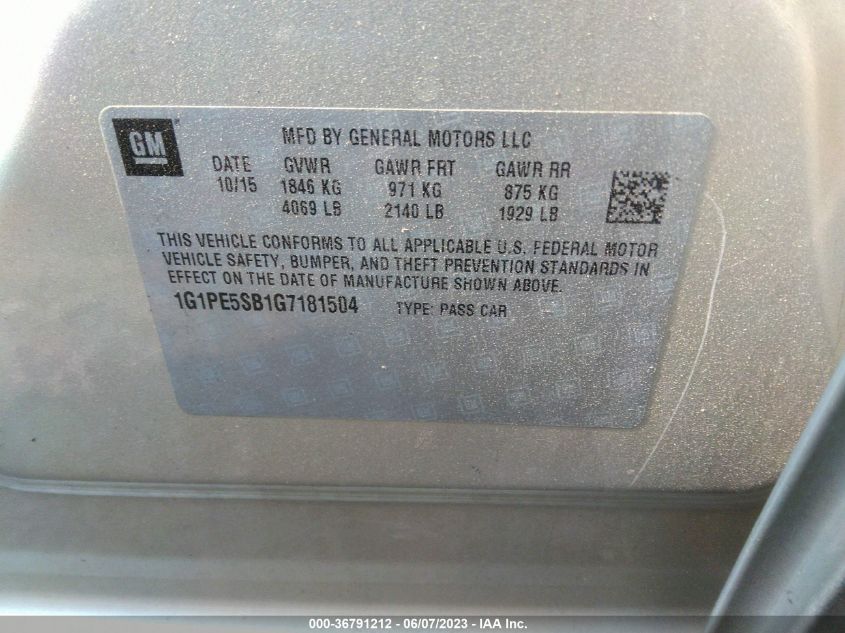 GM
MFD BY GENERAL MOTORS LLC
DATE GVWR GAWR FRT GAWR RR
10/15 1846 KG 971 KG 875 KG
4069 LB 2140 LB 1929 LB
THIS VEHICLE CONFORMS TO ALL APPLICABLE U.S. FEDERAL MOTOR
VEHICLE SAFETY, BUMPER, AND THEFT PREVENTION STANDARDS IN
EFFECT ON THE DATE OF MANUFACTURE SHOWN ABOVE.
1G1PE5SB1G7181504 TYPE: PASS CAR
000-36791212 - 06/07/2023 - IAA Inc.